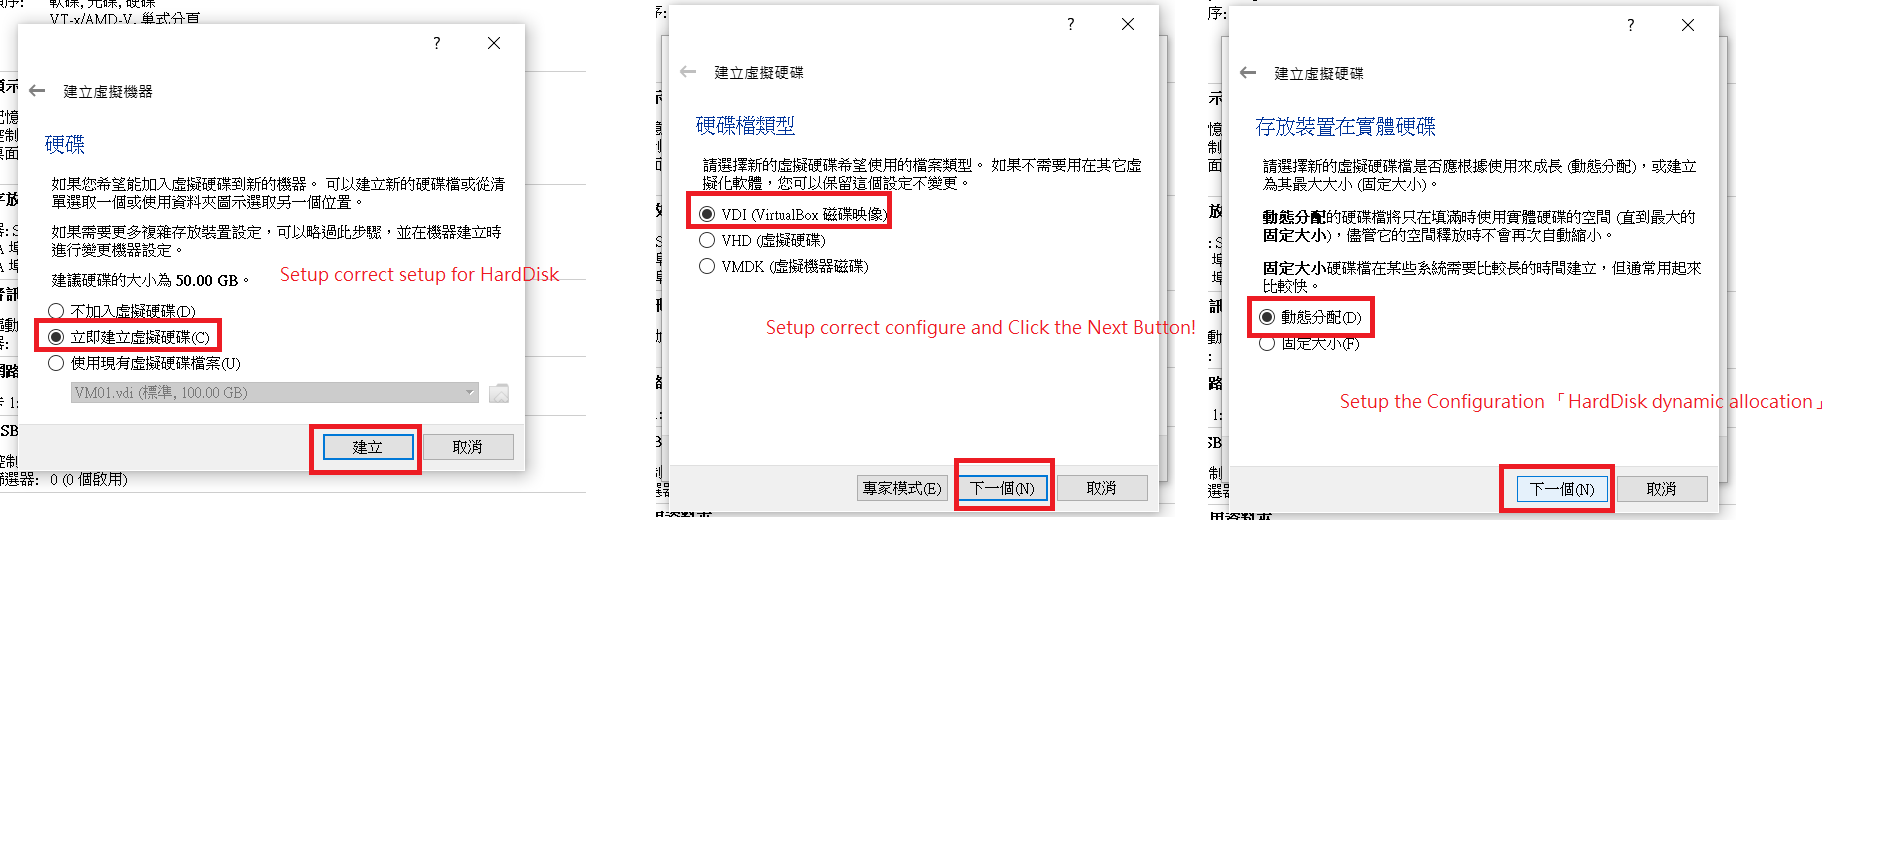 軟碟, 光碟, 硬碟
VT-x/AMD-V, 巢式分頁
?
建立虛擬機器
硬碟
如果您希望能加入虛擬硬碟到新的機器。 可以建立新的硬碟檔或從清
單選取一個或使用資料夾圖示選取另一個位置。
如果需要更多複雜存放裝置設定，可以略過此步驟，並在機器建立時
進行變更機器設定。
建議硬碟的大小為 50.00 GB。
Setup correct setup for HardDisk
不加入虛擬硬碟(D)
立即建立虛擬硬碟(C)
使用現有虛擬硬碟檔案(U)
VM01.vdi (標準, 100.00 GB)
建立
取消
0 (0 個啟用)
?
建立虛擬硬碟
硬碟檔類型
請選擇新的虛擬硬碟希望使用的檔案類型。 如果不需要用在其它虛
擬化軟體，您可以保留這個設定不變更。
VDI (VirtualBox 磁碟映像)
VHD (虛擬硬碟)
VMDK (虛擬機器磁碟)
Setup correct configure and Click the Next Button!
專家模式(E)
下一個(N)
取消
序:
?
建立虛擬硬碟
存放裝置在實體硬碟
請選擇新的虛擬硬碟檔是否應根據使用來成長 (動態分配)，或建立
為其最大大小 (固定大小)。
動態分配的硬碟檔將只在填滿時使用實體硬碟的空間 (直到最大的
固定大小)，儘管它的空間釋放時不會再次自動縮小。
固定大小硬碟檔在某些系統需要比較長的時間建立，但通常用起來
比較快。
動態分配(D)
固定大小(F)
Setup the Configuration「HardDisk dynamic allocation」
下一個(N)
取消